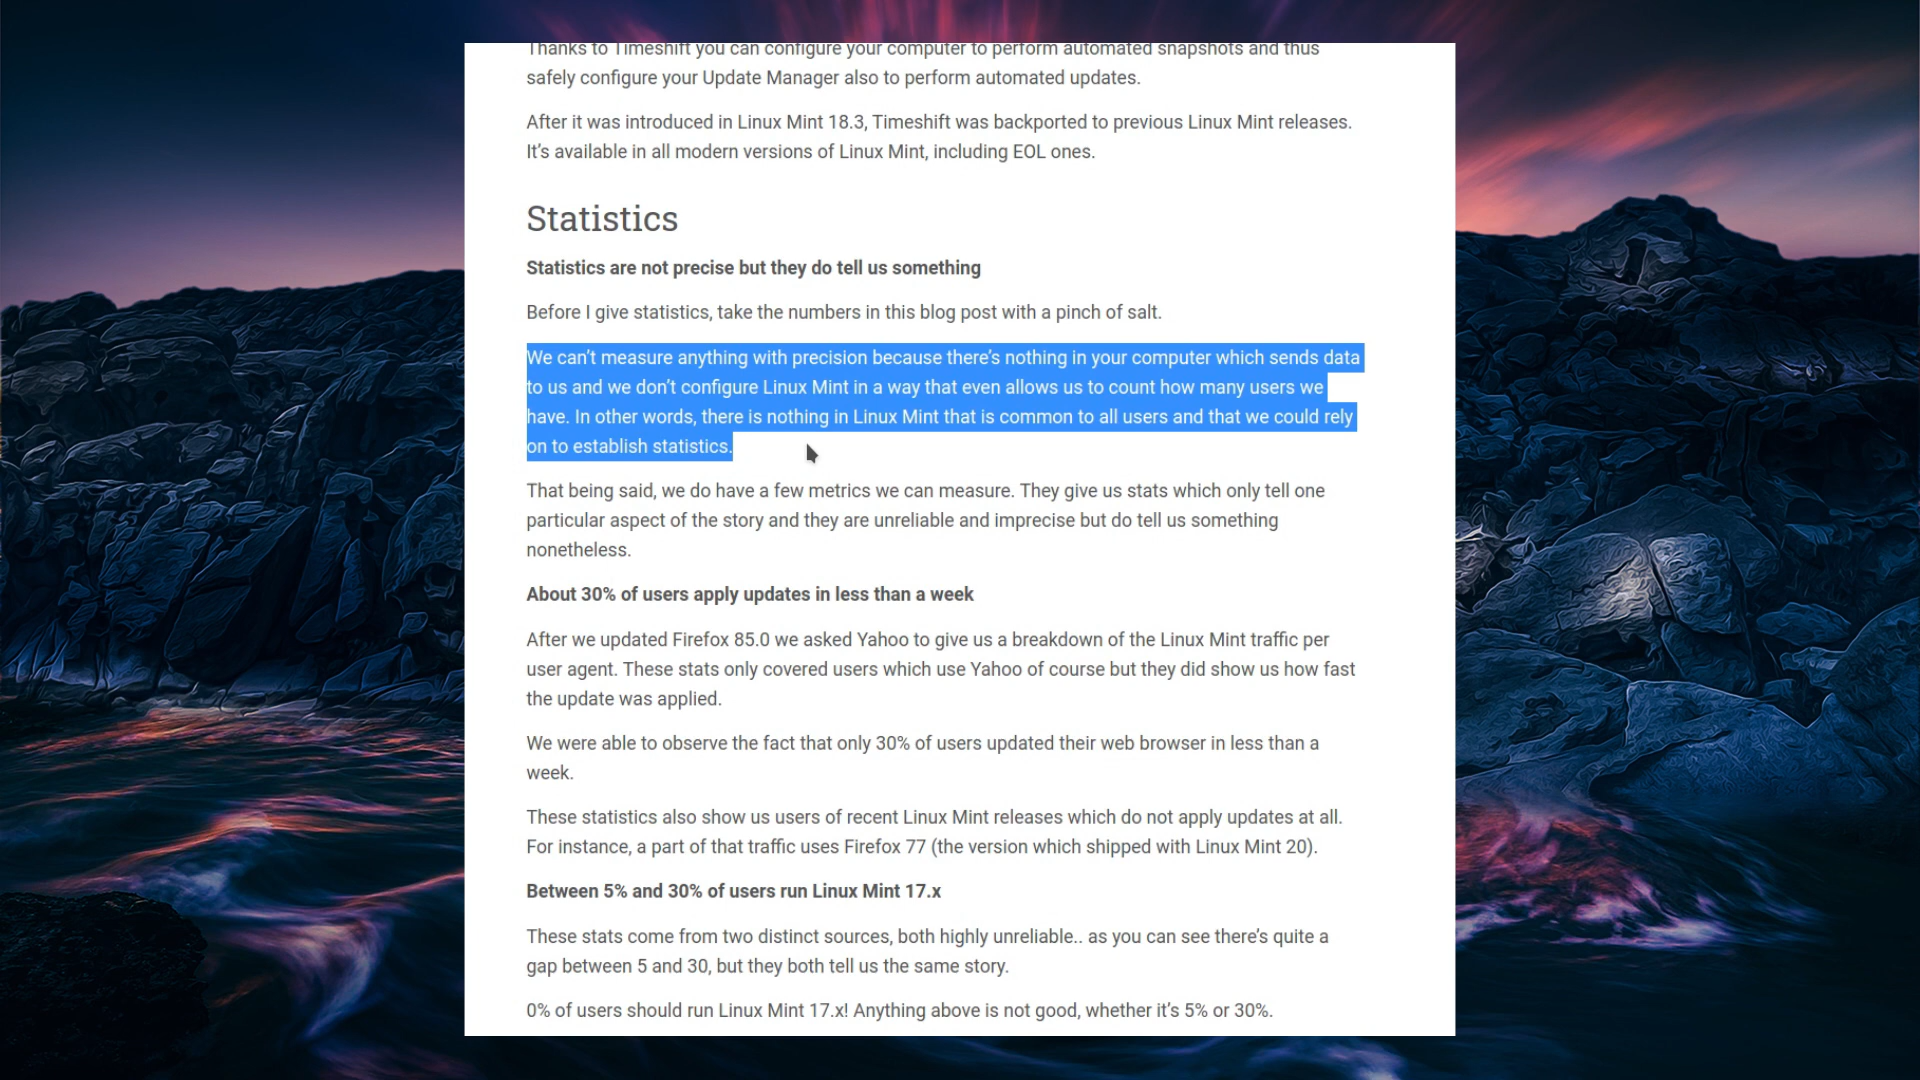 Thanks to Timeshift you can configure your computer to perform automated snapshots and thus
safely configure your Update Manager also to perform automated updates.
After it was introduced in Linux Mint 18.3, Timeshift was backported to previous Linux Mint releases.
It’s available in all modern versions of Linux Mint, including EOL ones.
Statistics
Statistics are not precise but they do tell us something
Before I give statistics, take the numbers in this blog post with a pinch of salt.
We can’t measure anything with precision because there’s nothing in your computer which sends data
to us and we don’t configure Linux Mint in a way that even allows us to count how many users we
have. In other words, there is nothing in Linux Mint that is common to all users and that we could rely
on to establish statistics.
That being said, we do have a few metrics we can measure. They give us stats which only tell one
particular aspect of the story and they are unreliable and imprecise but do tell us something
nonetheless.
About 30% of users apply updates in less than a week
After we updated Firefox 85.0 we asked Yahoo to give us a breakdown of the Linux Mint traffic per
user agent. These stats only covered users which use Yahoo of course but they did show us how fast
the update was applied.
We were able to observe the fact that only 30% of users updated their web browser in less than a
week.
These statistics also show us users of recent Linux Mint releases which do not apply updates at all.
For instance, a part of that traffic uses Firefox 77 (the version which shipped with Linux Mint 20).
Between 5% and 30% of users run Linux Mint 17.x
These stats come from two distinct sources, both highly unreliable.. as you can see there’s quite a
gap between 5 and 30, but they both tell us the same story.
0% of users should run Linux Mint 17.x! Anything above is not good, whether it’s 5% or 30%.